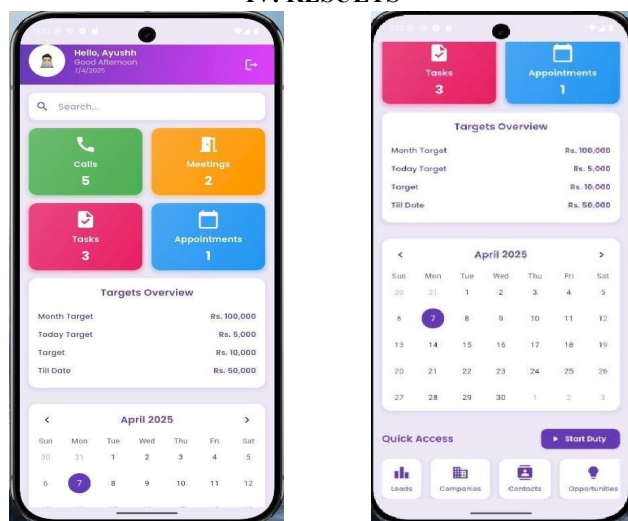 IV. RESULTS
Hello, Ayushh
Good Afternoon
7/4/2025
Search...
Calls
5
Meetings
2
Tasks
3
Appointments
1
Targets Overview
Month Target Rs. 100,000
Today Target Rs. 5,000
Target Rs. 10,000
Till Date Rs. 50,000
< April 2025 >
Sun Mon Tue Wed Thu Fri Sat
30 31 1 2 3 4 5
6 7 8 9 10 11 12
Tasks
3
Appointments
1
Targets Overview
Month Target Rs. 100,000
Today Target Rs. 5,000
Target Rs. 10,000
Till Date Rs. 50,000
< April 2025 >
Sun Mon Tue Wed Thu Fri Sat
30 31 1 2 3 4 5
6 7 8 9 10 11 12
13 14 15 16 17 18 19
20 21 22 23 24 25 26
27 28 29 30 1 2 3
Quick Access Start Duty
Leads Companies Contacts Opportunities